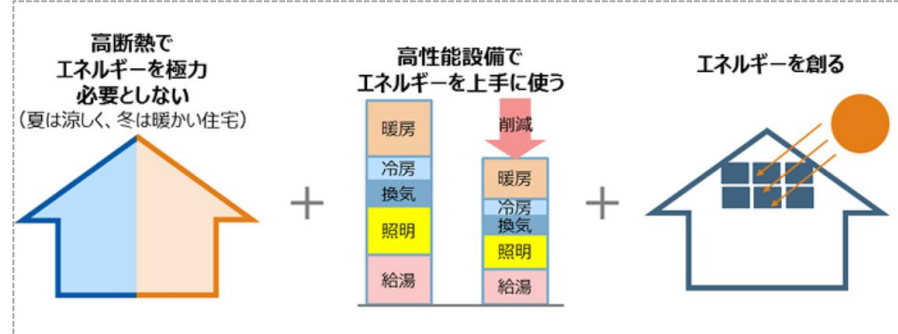 高断熱で
エネルギーを極力
必要としない
（夏は涼しく、冬は暖かい住宅）
高性能設備で
エネルギーを上手に使う
暖房
冷房
換気
照明
給湯
削減
暖房
冷房
換気
照明
給湯
エネルギーを創る